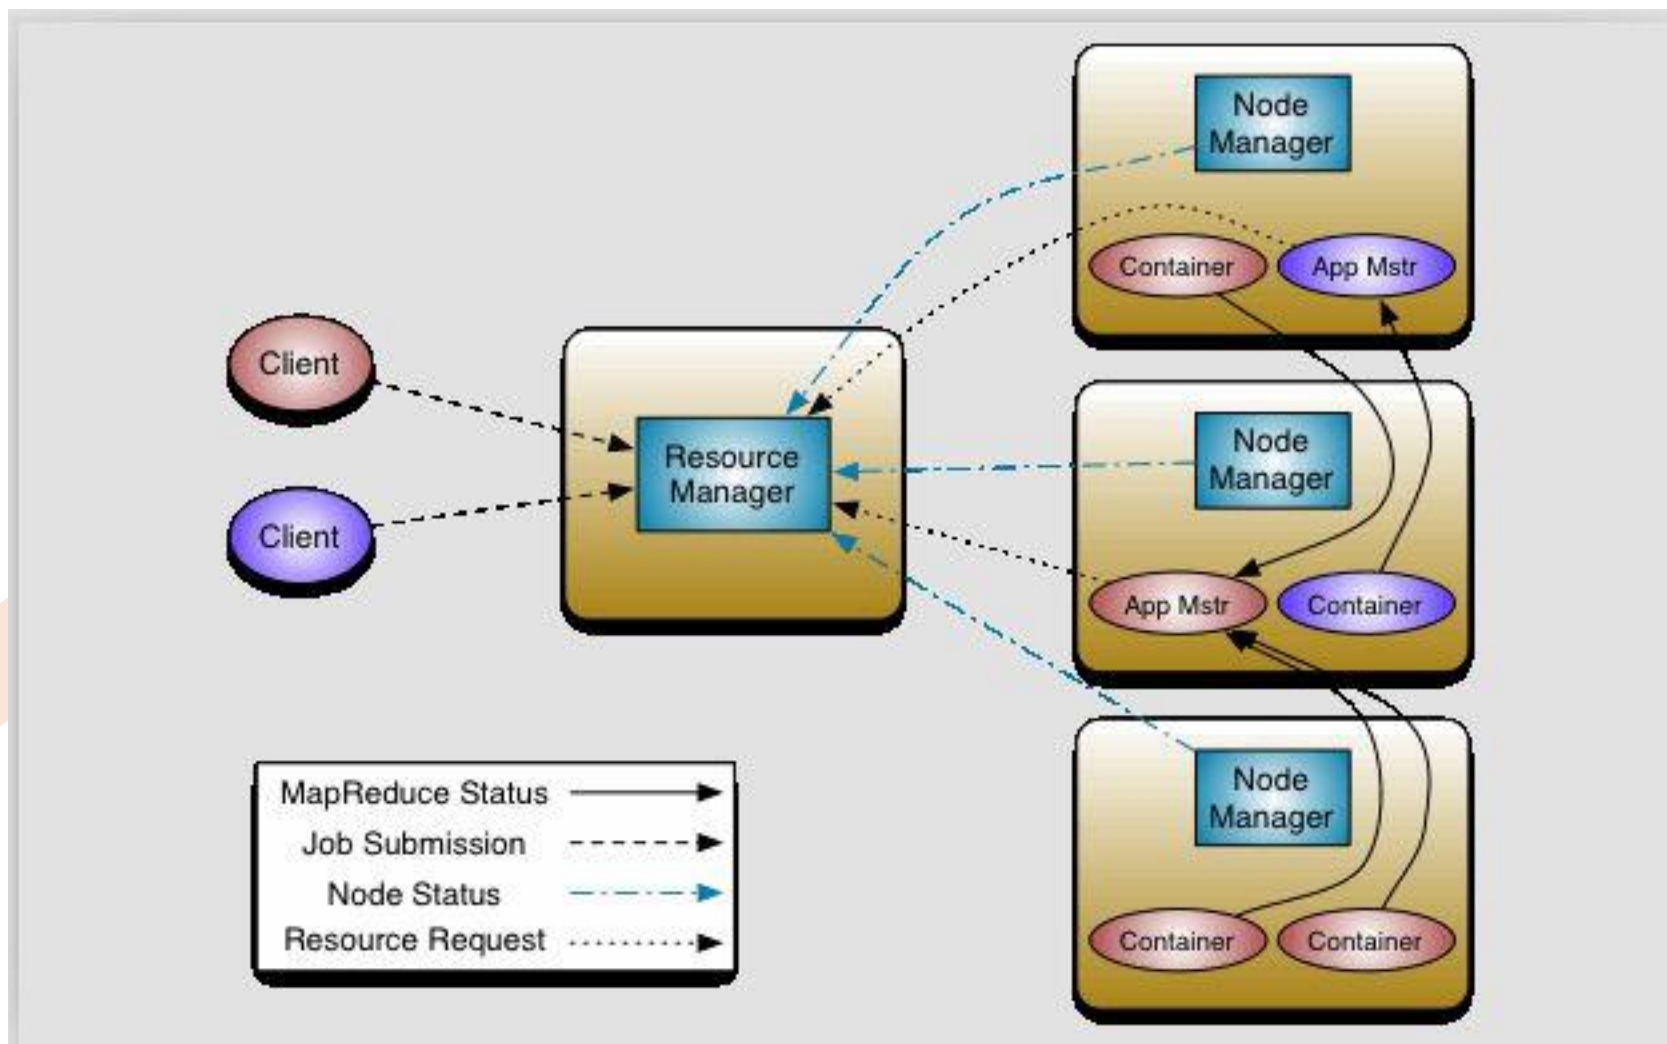 Node
Manager
Container
App Mstr
Client
Client
Resource
Manager
Node
Manager
App Mstr
Container
Node
Manager
Container
Container
MapReduce Status
Job Submission
Node Status
Resource Request